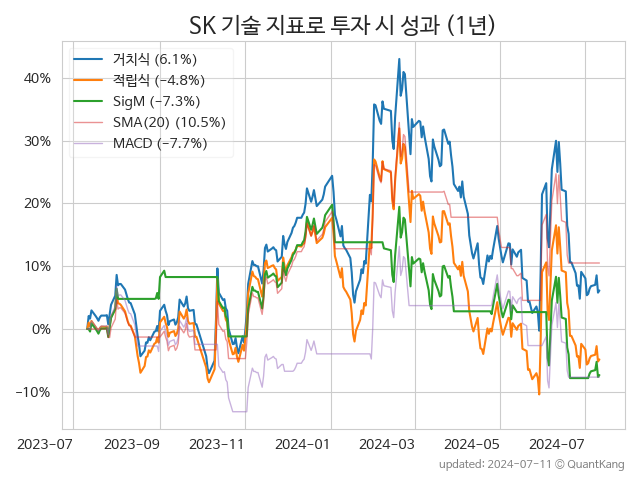 SK 기술 지표로 투자 시 성과 (1년)
거치식 (6.1%)
적립식 (−4.8%)
SigM (−7.3%)
SMA(20) (10.5%)
MACD (−7.7%)
40%
30%
20%
10%
0%
−10%
2023-07 2023-09 2023-11 2024-01 2024-03 2024-05 2024-07
updated: 2024-07-11 © QuantKang